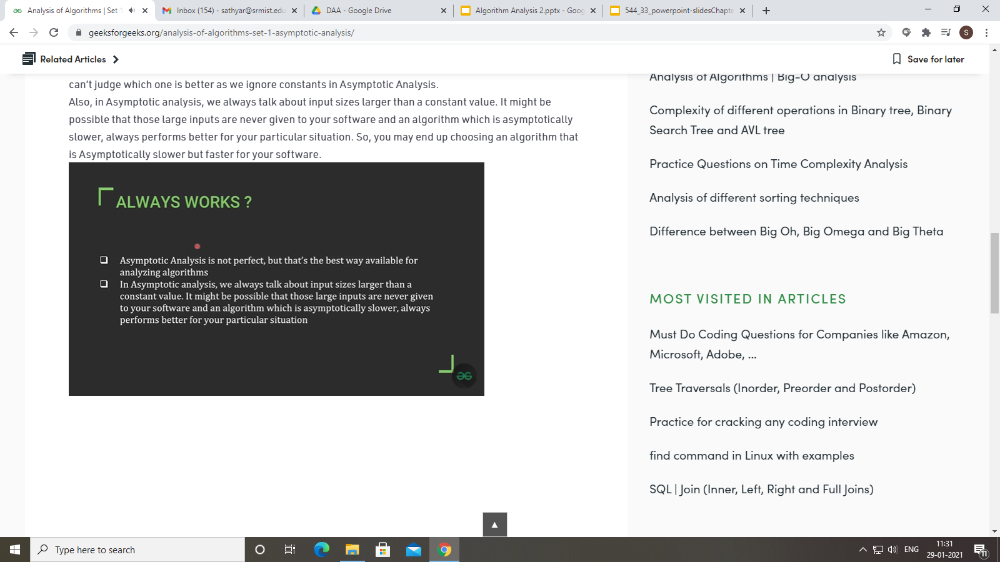 Analysis of Algorithms | Set 1
Inbox (154) - sathyar@srmist.edu
DAA - Google Drive
Algorithm Analysis 2.pptx - Goog
544_33_powerpoint-slidesChapte
geeksforgeeks.org/analysis-of-algorithms-set-1-asymptotic-analysis/
S
Related Articles
Save for later
can't judge which one is better as we ignore constants in Asymptotic Analysis.
Also, in Asymptotic analysis, we always talk about input sizes larger than a constant value. It might be
possible that those large inputs are never given to your software and an algorithm which is asymptotically
slower, always performs better for your particular situation. So, you may end up choosing an algorithm that
is Asymptotically slower but faster for your software.
ALWAYS WORKS ?
Asymptotic Analysis is not perfect, but that's the best way available for
analyzing algorithms
In Asymptotic analysis, we always talk about input sizes larger than a
constant value. It might be possible that those large inputs are never given
to your software and an algorithm which is asymptotically slower, always
performs better for your particular situation
Analysis of Algorithms | Big-O analysis
Complexity of different operations in Binary tree, Binary
Search Tree and AVL tree
Practice Questions on Time Complexity Analysis
Analysis of different sorting techniques
Difference between Big Oh, Big Omega and Big Theta
MOST VISITED IN ARTICLES
Must Do Coding Questions for Companies like Amazon,
Microsoft, Adobe, ...
Tree Traversals (Inorder, Preorder and Postorder)
Practice for cracking any coding interview
find command in Linux with examples
SQL | Join (Inner, Left, Right and Full Joins)
Type here to search
ENG
11:31
29-01-2021
11